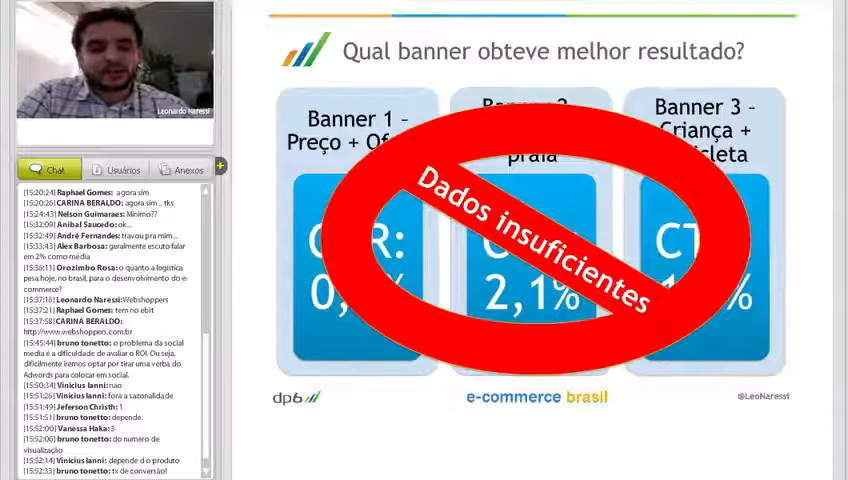 Leonardo Naressi
Chat
Usuários
Anexos
[15:20:24] Raphael Gomes: agora sim
[15:20:26] CARINA BERALDO: agora sim .. tks
[15:24:43] Nelson Guimaraes: Minimo??
[15:32:09] Anibal Saucedo: ok...
[15:32:49] André Fernandes: travou pra mim...
[15:33:43] Alex Barbosa: geralmente escuto falar
em 2% como média
[15:36:11] Orozimbo Rosa: o quanto a logistica
pesa hoje, no brasil, para o desenvolvimento do e-
commerce?
[15:37:16] Leonardo Naressi:Webshoppers
[15:37:21] Raphael Gomes: tem no ebit
[15:37:58] CARINA BERALDO:
http://www.webshoppers.com.br
[15:45:44] bruno tonetto: o problema da social
media é a dificuldade de avaliar o ROI. Ou seja,
dificilmente iremos optar por tirar uma verba do
Adwords para colocar em social.
[15:50:34] Vinicius Ianni: nao
[15:51:26] Vinicius Ianni: fora a sazonalidade
[15:51:49] Jeferson Christh: 1
[15:51:51] bruno tonetto: depende.
[15:52:00] Vanessa Haka: 3
[15:52:06] bruno tonetto: do numero de
visualização
[15:52:14] Vinicius Ianni: depende d o produto
[15:52:33] bruno tonetto: tx de conversão!
Qual banner obteve melhor resultado?
Banner 1 -
Preço +
praia
Banner 3 -
Criança +
Dados insuficientes
2,1%
dp6
e-commerce brasil
@LeoNaressi